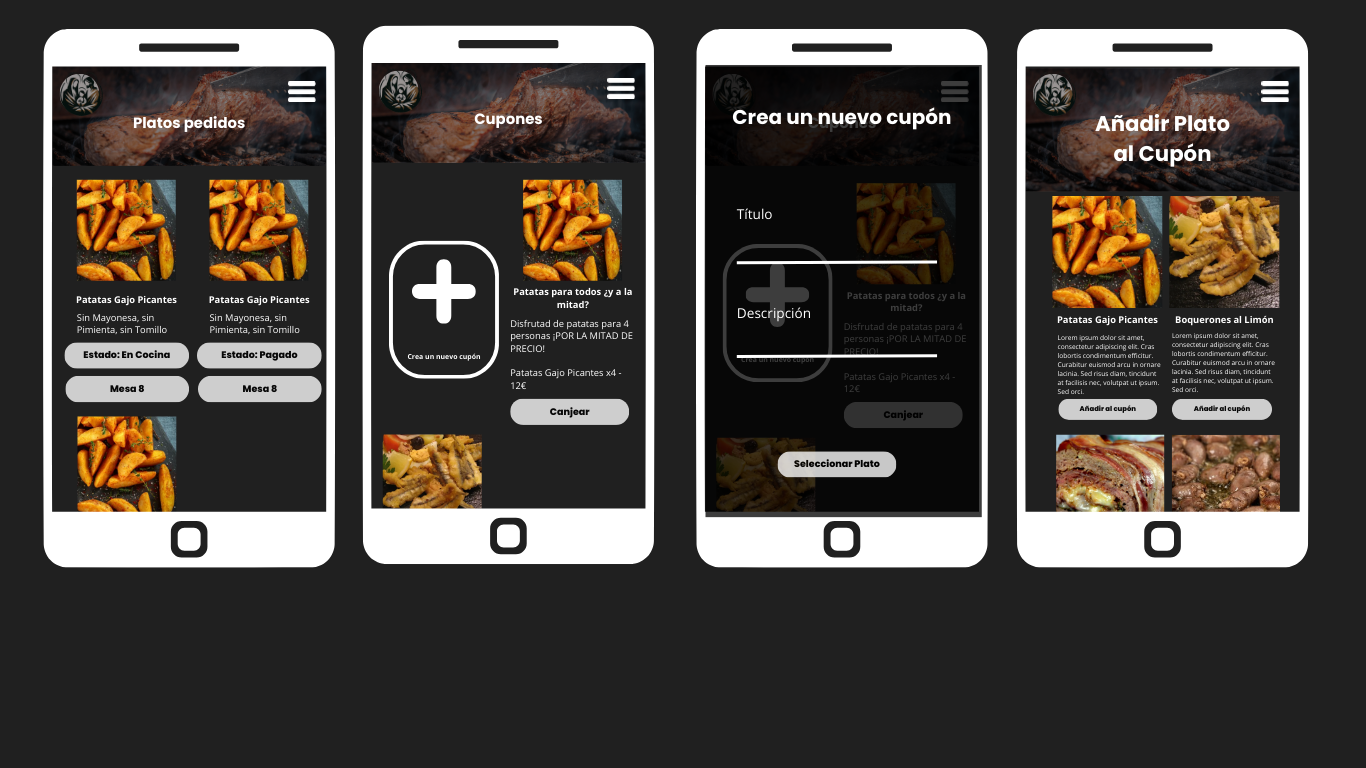 Platos pedidos
Patatas Gajo Picantes
Sin Mayonesa, sin
Pimienta, sin Tomillo
Estado: En Cocina
Mesa 8
Patatas Gajo Picantes
Sin Mayonesa, sin
Pimienta, sin Tomillo
Estado: Pagado
Mesa 8
Cupones
Crea un nuevo cupón
Patatas para todos ¿y a la
mitad?
Disfrutad de patatas para 4
personas ¡POR LA MITAD DE
PRECIO!
Patatas Gajo Picantes x4 -
12€
Canjear
Crea un nuevo cupón
Cupones
Título
Descripción
Crea un nuevo cupón
Patatas para todos ¿y a la
mitad?
Disfrutad de patatas para 4
personas ¡POR LA MITAD DE
PRECIO!
Patatas Gajo Picantes x4 -
12€
Canjear
Seleccionar Plato
Añadir Plato
al Cupón
Patatas Gajo Picantes
Lorem ipsum dolor sit amet,
consectetur adipiscing elit. Cras
lobortis condimentum efficitur.
Curabitur euismod arcu in ornare
lacinia. Sed risus diam, tincidunt
at facilisis nec, volutpat ut ipsum.
Sed orci.
Añadir al cupón
Boquerones al Limón
Lorem ipsum dolor sit amet,
consectetur adipiscing elit. Cras
lobortis condimentum efficitur.
Curabitur euismod arcu in ornare
lacinia. Sed risus diam, tincidunt
at facilisis nec, volutpat ut ipsum.
Sed orci.
Añadir al cupón